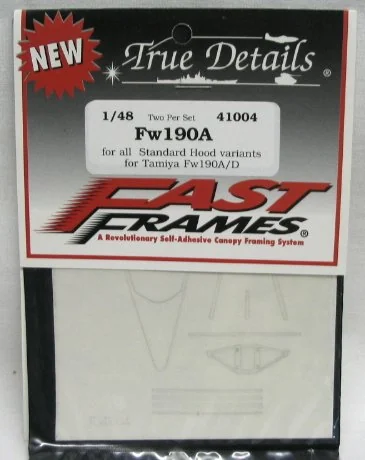 NEW
True Details®
1/48 Two Per Set 41004
Fw190A
for all Standard Hood variants
for Tamiya Fw190A/D
FAST
FRAMES®
A Revolutionary Self-Adhesive Canopy Framing System